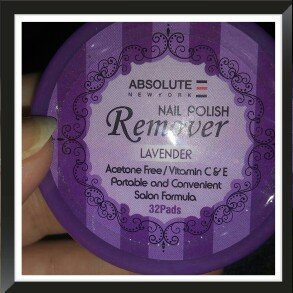 ABSOLUTE
NEW YORK
NAIL POLISH
Remover
LAVENDER
Acetone Free/Vitamin C & E
Portable and Convenient
Salon Formula
32Pads